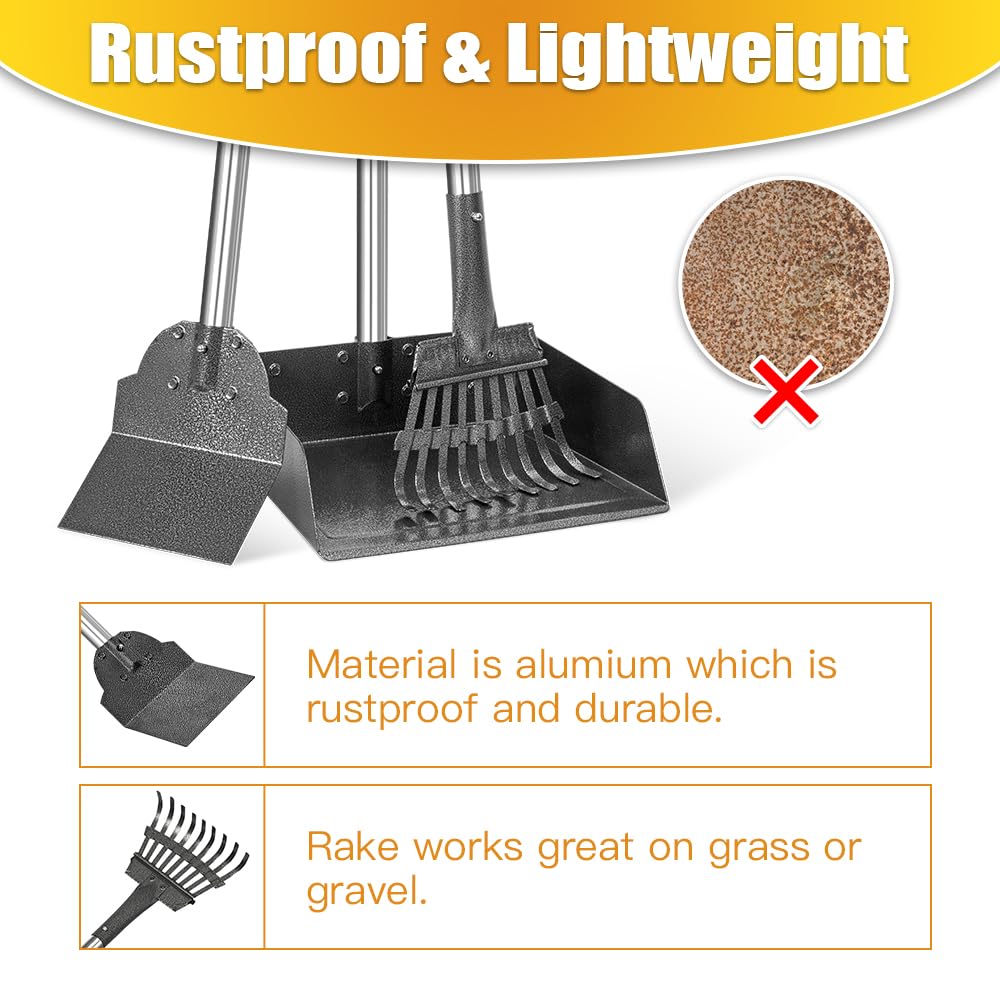 Rustproof & Lightweight
Material is alumium which is
rustproof and durable.
Rake works great on grass or
gravel.